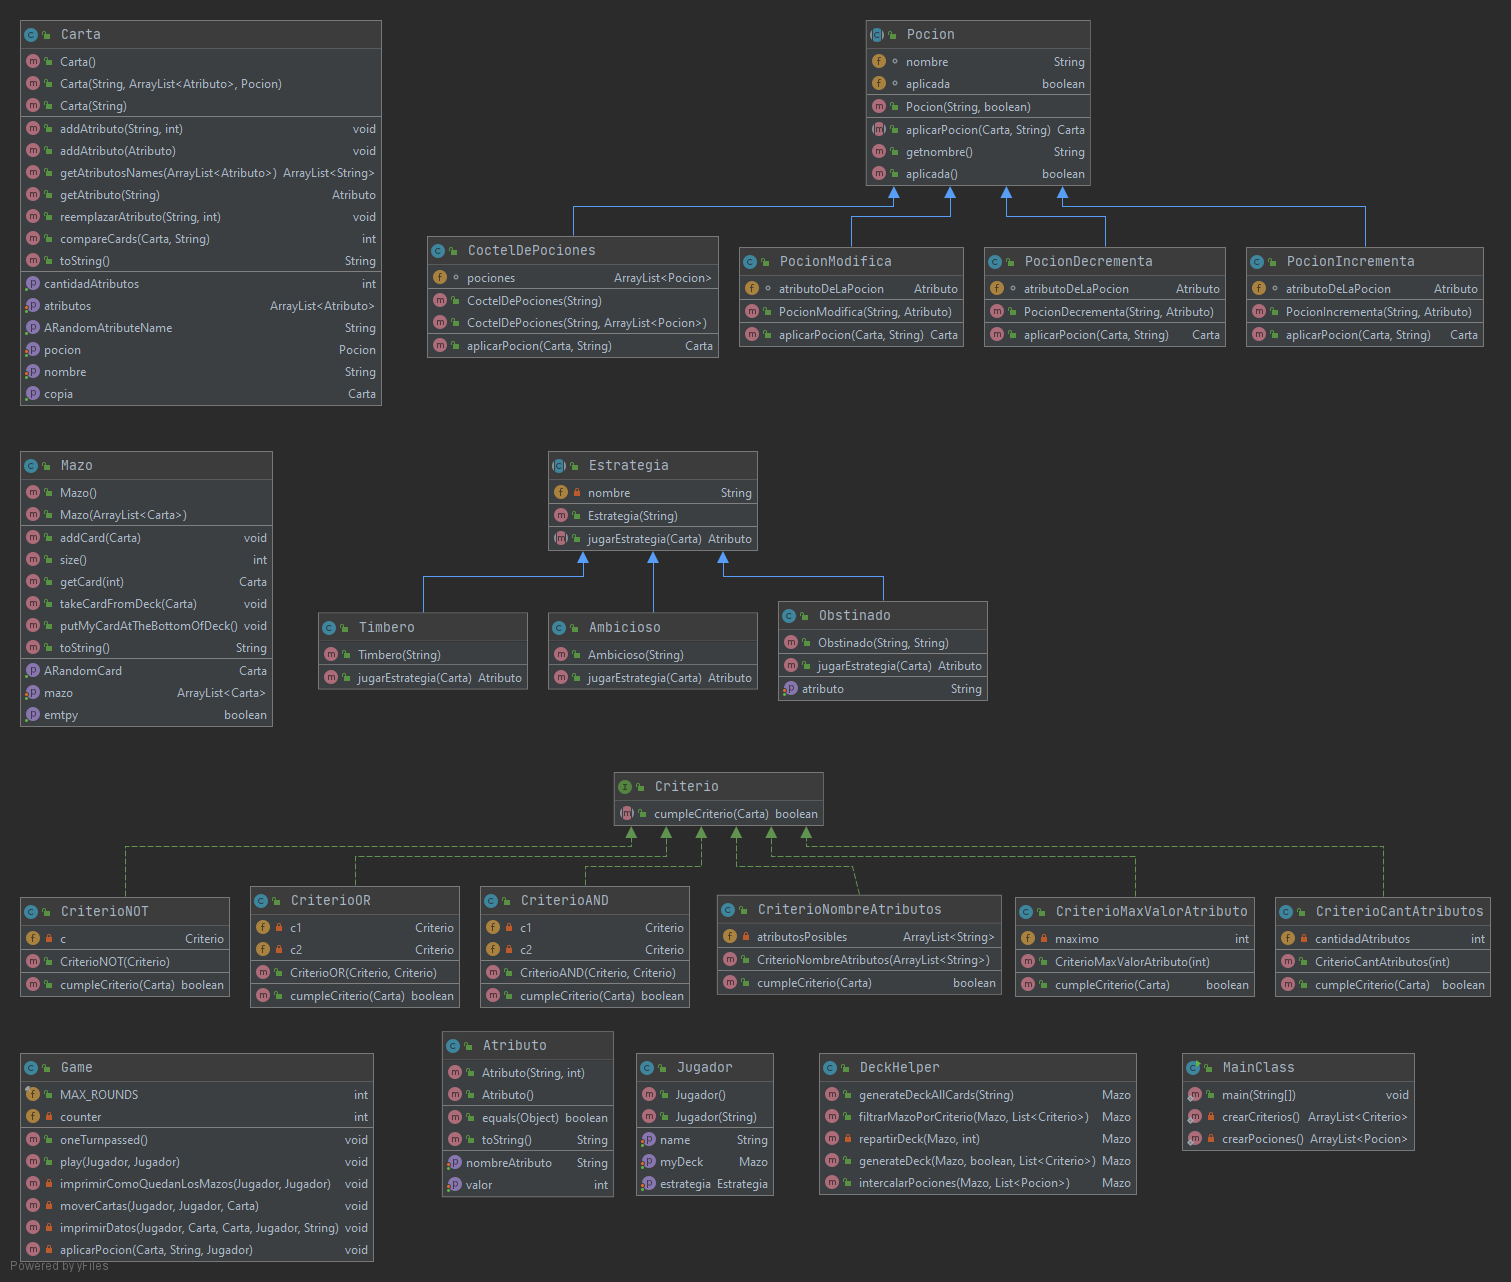 Carta
Carta()
Carta(String, ArrayList<Atributo>, Pocion)
Carta(String)
addAtributo(String, int) void
addAtributo(Atributo) void
getAtributosNames(ArrayList<Atributo>) ArrayList<String>
getAtributo(String) Atributo
reemplazarAtributo(String, int) void
compareCards(Carta, String) int
toString() String
cantidadAtributos int
atributos ArrayList<Atributo>
ARandomAtributeName String
pocion Pocion
nombre String
copia Carta
Pocion
nombre String
aplicada boolean
Pocion(String, boolean)
aplicarPocion(Carta, String) Carta
getnombre() String
aplicada() boolean
CoctelDePociones
pociones ArrayList<Pocion>
CoctelDePociones(String)
CoctelDePociones(String, ArrayList<Pocion>)
aplicarPocion(Carta, String) Carta
PocionModifica
atributoDeLaPocion Atributo
PocionModifica(String, Atributo)
aplicarPocion(Carta, String) Carta
PocionDecrementa
atributoDeLaPocion Atributo
PocionDecrementa(String, Atributo)
aplicarPocion(Carta, String) Carta
PocionIncrementa
atributoDeLaPocion Atributo
PocionIncrementa(String, Atributo)
aplicarPocion(Carta, String) Carta
Mazo
Mazo()
Mazo(ArrayList<Carta>)
addCard(Carta) void
size() int
getCard(int) Carta
takeCardFromDeck(Carta) void
putMyCardAtTheBottomOfDeck() void
toString() String
ARandomCard Carta
mazo ArrayList<Carta>
emtpy boolean
Estrategia
nombre String
Estrategia(String)
jugarEstrategia(Carta) Atributo
Timbero
Timbero(String)
jugarEstrategia(Carta) Atributo
Ambicioso
Ambicioso(String)
jugarEstrategia(Carta) Atributo
Obstinado
Obstinado(String, String)
jugarEstrategia(Carta) Atributo
atributo String
Criterio
cumpleCriterio(Carta) boolean
CriterioNOT
c Criterio
CriterioNOT(Criterio)
cumpleCriterio(Carta) boolean
CriterioOR
c1 Criterio
c2 Criterio
CriterioOR(Criterio, Criterio)
cumpleCriterio(Carta) boolean
CriterioAND
c1 Criterio
c2 Criterio
CriterioAND(Criterio, Criterio)
cumpleCriterio(Carta) boolean
CriterioNombreAtributos
atributosPosibles ArrayList<String>
CriterioNombreAtributos(ArrayList<String>)
cumpleCriterio(Carta) boolean
CriterioMaxValorAtributo
maximo int
CriterioMaxValorAtributo(int)
cumpleCriterio(Carta) boolean
CriterioCantAtributos
cantidadAtributos int
CriterioCantAtributos(int)
cumpleCriterio(Carta) boolean
Game
MAX_ROUNDS int
counter int
oneTurnpassed() void
play(Jugador, Jugador) void
imprimirComoQuedanLosMazos(Jugador, Jugador) void
moverCartas(Jugador, Jugador, Carta) void
imprimirDatos(Jugador, Carta, Carta, Jugador, String) void
aplicarPocion(Carta, String, Jugador) void
Atributo
Atributo(String, int)
Atributo()
equals(Object) boolean
toString() String
nombreAtributo String
valor int
Jugador
Jugador()
Jugador(String)
name String
myDeck Mazo
estrategia Estrategia
DeckHelper
generateDeckAllCards(String) Mazo
filtrarMazoPorCriterio(Mazo, List<Criterio>) Mazo
repartirDeck(Mazo, int) Mazo
generateDeck(Mazo, boolean, List<Criterio>) Mazo
intercalarPociones(Mazo, List<Pocion>) Mazo
MainClass
main(String[]) void
crearCriterios() ArrayList<Criterio>
crearPociones() ArrayList<Pocion>
Powered by yFiles